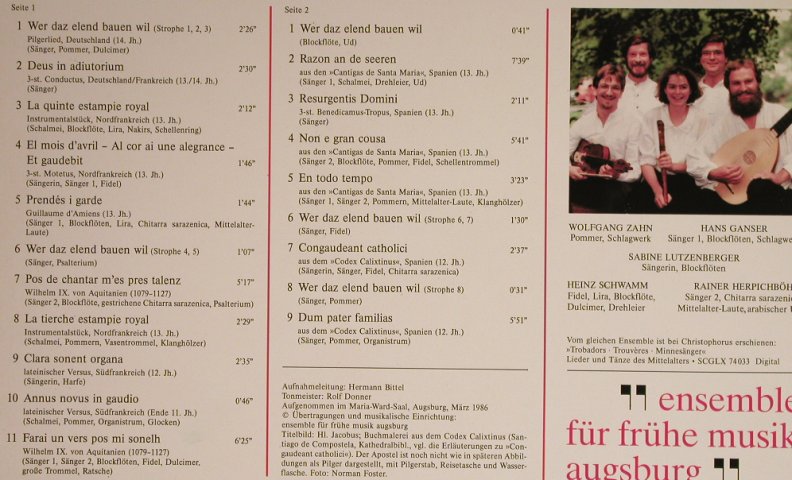 Seite 1
1 Wer daz elend bauen wil (Strophe 1, 2, 3) 2'26"
Pilgerlied, Deutschland (14. Jh.)
(Sänger, Pommer, Dulcimer)
2 Deus in adiutorium 2'30"
3-st. Conductus, Deutschland/Frankreich (13./14. Jh.)
(Sänger)
3 La quinte estampie royal 2'12"
Instrumentalstück, Nordfrankreich (13. Jh.)
(Schalmei, Blockflöte, Lira, Nakirs, Schellenring)
4 El mois d'avril – Al cor ai une alegrance –
Et gaudebit 1'46"
3-st. Motetus, Nordfrankreich (13. Jh.)
(Sängerin, Sänger 1, Fidel)
5 Prendés i garde 1'44"
Guillaume d'Amiens (13. Jh.)
(Sänger 1, Blockflöten, Lira, Chitarra sarazenica, Mittelalter-
Laute)
6 Wer daz elend bauen wil (Strophe 4, 5) 1'07"
(Sänger, Psalterium)
7 Pos de chantar m'es pres talenz 5'17"
Wilhelm IX. von Aquitanien (1079–1127)
(Sänger 2, Blockflöte, gestrichene Chitarra sarazenica, Psalterium)
8 La tierche estampie royal 2'29"
Instrumentalstück, Nordfrankreich (13. Jh.)
(Schalmei, Pommern, Vasentrommel, Klanghölzer)
9 Clara sonent organa 2'35"
lateinischer Versus, Südfrankreich (12. Jh.)
(Sängerin, Harfe)
10 Annus novus in gaudio 0'46"
lateinischer Versus, Südfrankreich (Ende 11. Jh.)
(Schalmei, Pommer, Organistrum, Glocken)
11 Farai un vers pos mi sonelh 6'25"
Wilhelm IX. von Aquitanien (1079–1127)
(Sänger 1, Sänger 2, Blockflöten, Fidel, Dulcimer,
große Trommel, Ratsche)
Seite 2
1 Wer daz elend bauen wil 0'41"
(Blockflöte, Ud)
2 Razon an de seeren 7'39"
aus den »Cantigas de Santa Maria«, Spanien (13. Jh.)
(Sänger 1, Schalmei, Drehleier, Ud)
3 Resurgentis Domini 2'11"
3-st. Benedicamus-Tropus, Spanien (13. Jh.)
(Sänger)
4 Non e gran cousa 5'41"
aus den »Cantigas de Santa Maria«, Spanien (13. Jh.)
(Sänger 2, Blockflöte, Pommer, Fidel, Schellentrommel)
5 En todo tempo 3'23"
aus den »Cantigas de Santa Maria«, Spanien (13. Jh.)
(Sänger 1, Sänger 2, Pommern, Mittelalter-Laute, Klanghölzer)
6 Wer daz elend bauen wil (Strophe 6, 7) 1'30"
(Sänger, Fidel)
7 Congaudeant catholici 2'37"
aus dem »Codex Calixtinus«, Spanien (12. Jh.)
(Sängerin, Sänger, Fidel, Chitarra sarazenica)
8 Wer daz elend bauen wil (Strophe 8) 0'31"
(Sänger, Pommer)
9 Dum pater familias 5'51"
aus dem »Codex Calixtinus«, Spanien (12. Jh.)
(Sänger, Pommer, Organistrum)
Aufnahmeleitung: Hermann Bittel
Tonmeister: Rolf Donner
Aufgenommen im Maria-Ward-Saal, Augsburg, März 1986
© Übertragungen und musikalische Einrichtung:
ensemble für frühe musik augsburg
Titelbild: Hl. Jacobus; Buchmalerei aus dem Codex Calixtinus (San-
tiago de Compostela, Kathedralbibl., vgl. die Erläuterungen zu »Con-
gaudeant catholici«). Der Apostel ist noch nicht wie in späteren Abbil-
dungen als Pilger dargestellt, mit Pilgerstab, Reisetasche und Wasser-
flasche. Foto: Norman Foster.
WOLFGANG ZAHN
Pommer, Schlagwerk
HANS GANSER
Sänger 1, Blockflöten, Schlagwe
SABINE LUTZENBERGER
Sängerin, Blockflöten
HEINZ SCHWAMM
Fidel, Lira, Blockflöte,
Dulcimer, Drehleier
RAINER HERPICHBÖH
Sänger 2, Chitarra sarazeni
Mittelalter-Laute, arabischer
Vom gleichen Ensemble ist bei Christophorus erschienen:
»Trobadors · Trouvères · Minnesänger«
Lieder und Tänze des Mittelalters • SCGLX 74033 Digital
ensemble
für frühe musik
augsburg